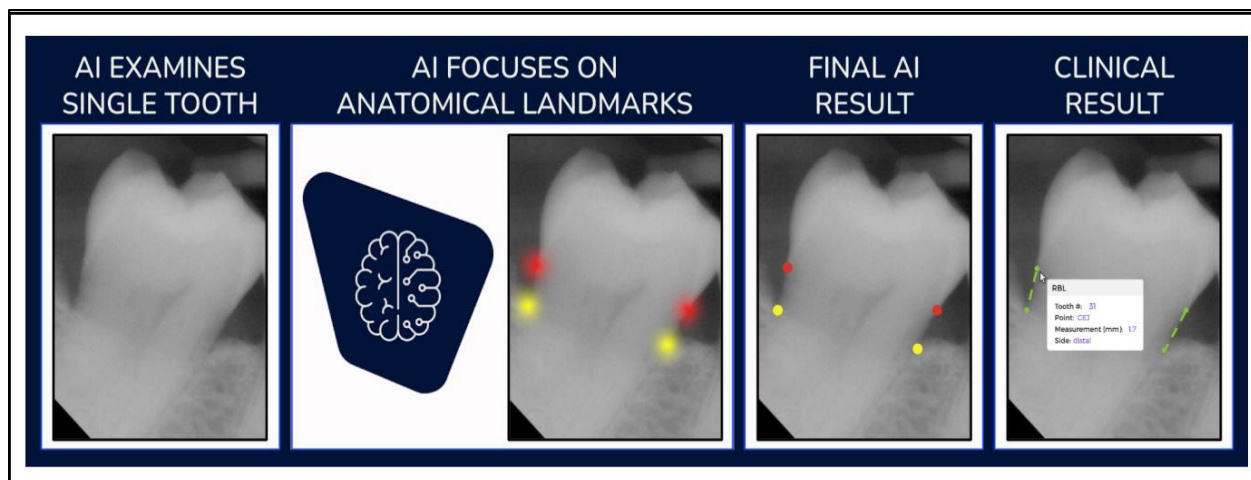 AI EXAMINES
SINGLE TOOTH
AI FOCUSES ON
ANATOMICAL LANDMARKS
FINAL AI
RESULT
CLINICAL
RESULT
RBL
Tooth #: 31
Point: CEJ
Measurement (mm): 1.7
Side: distal